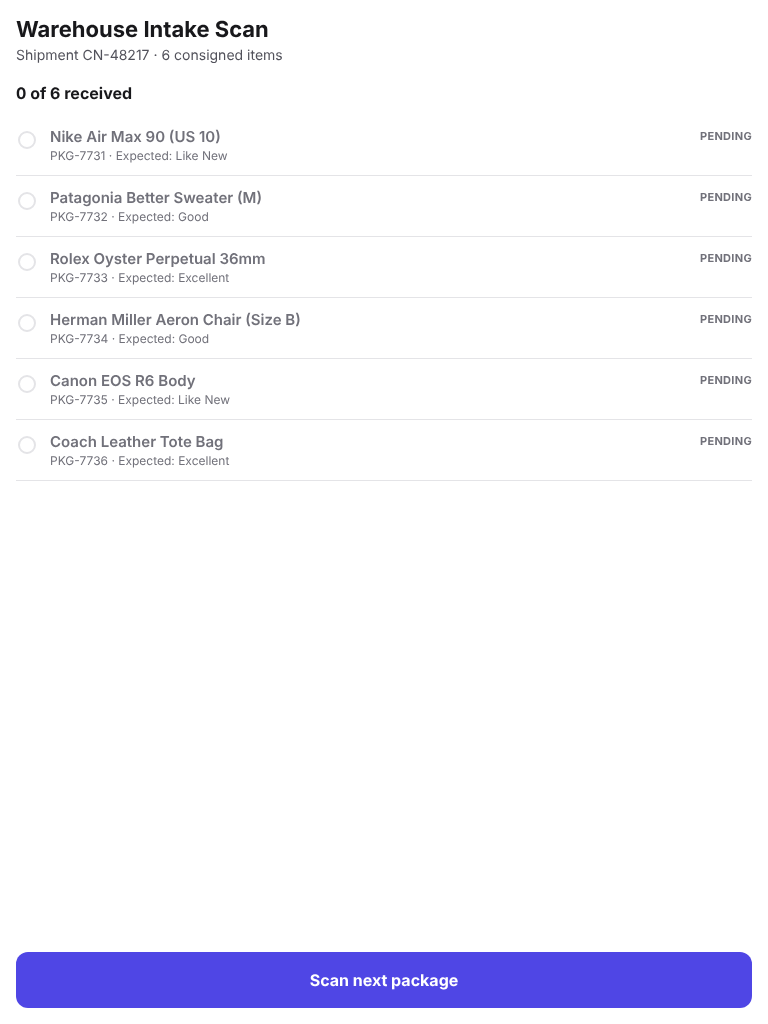 Warehouse Intake Scan
Shipment CN-48217 · 6 consigned items
0 of 6 received
Nike Air Max 90 (US 10)
PENDING
PKG-7731 · Expected: Like New
Patagonia Better Sweater (M)
PENDING
PKG-7732 · Expected: Good
Rolex Oyster Perpetual 36mm
PENDING
PKG-7733 · Expected: Excellent
Herman Miller Aeron Chair (Size B)
PENDING
PKG-7734 · Expected: Good
Canon EOS R6 Body
PENDING
PKG-7735 · Expected: Like New
Coach Leather Tote Bag
PENDING
PKG-7736 · Expected: Excellent
Scan next package